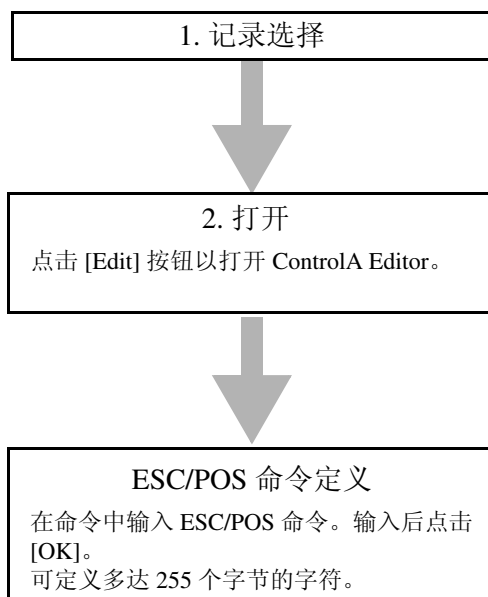 1. 记录选择
2. 打开
点击 [Edit] 按钮以打开 ControlA Editor。
ESC/POS 命令定义
在命令中输入 ESC/POS 命令。输入后点击
[OK]。
可定义多达 255 个字节的字符。